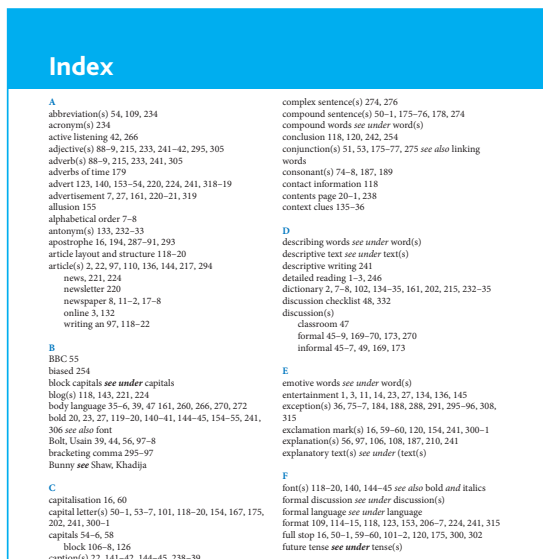 Index
A
abbreviation(s) 54, 109, 234
acronym(s) 234
active listening 42, 266
adjective(s) 88–9, 215, 233, 241–42, 295, 305
adverb(s) 88–9, 215, 233, 241, 305
adverbs of time 179
advert 123, 140, 153–54, 220, 224, 241, 318–19
advertisement 7, 27, 161, 220–21, 319
allusion 155
alphabetical order 7–8
antonym(s) 133, 232–33
apostrophe 16, 194, 287–91, 293
article layout and structure 118–20
article(s) 2, 22, 97, 110, 136, 144, 217, 294
news, 221, 224
newsletter 220
newspaper 8, 11–2, 17–8
online 3, 132
writing an 97, 118–22
B
BBC 55
biased 254
block capitals see under capitals
blog(s) 118, 143, 221, 224
body language 35–6, 39, 47 161, 260, 266, 270, 272
bold 20, 23, 27, 119–20, 140–41, 144–45, 154–55, 241,
306 see also font
Bolt, Usain 39, 44, 56, 97–8
bracketing comma 295–97
Bunny see Shaw, Khadija
C
capitalisation 16, 60
capital letter(s) 50–1, 53–7, 101, 118–20, 154, 167, 175,
202, 241, 300–1
capitals 54–6, 58
block 106–8, 126
caption(s) 22, 141–42, 144–45, 238–39
complex sentence(s) 274, 276
compound sentence(s) 50–1, 175–76, 178, 274
compound words see under word(s)
conclusion 118, 120, 242, 254
conjunction(s) 51, 53, 175–77, 275 see also linking
words
consonant(s) 74–8, 187, 189
contact information 118
contents page 20–1, 238
context clues 135–36
D
describing words see under word(s)
descriptive text see under text(s)
descriptive writing 241
detailed reading 1–3, 246
dictionary 2, 7–8, 102, 134–35, 161, 202, 215, 232–35
discussion checklist 48, 332
discussion(s)
classroom 47
formal 45–9, 169–70, 173, 270
informal 45–7, 49, 169, 173
E
emotive words see under word(s)
entertainment 1, 3, 11, 14, 23, 27, 134, 136, 145
exception(s) 36, 75–7, 184, 188, 288, 291, 295–96, 308,
315
exclamation mark(s) 16, 59–60, 120, 154, 241, 300–1
explanation(s) 56, 97, 106, 108, 187, 210, 241
explanatory text(s) see under (text(s)
F
font(s) 118–20, 140, 144–45 see also bold and italics
formal discussion see under discussion(s)
formal language see under language
format 109, 114–15, 118, 123, 153, 206–7, 224, 241, 315
full stop 16, 50–1, 59–60, 101–2, 120, 175, 300, 302
future tense see under tense(s)